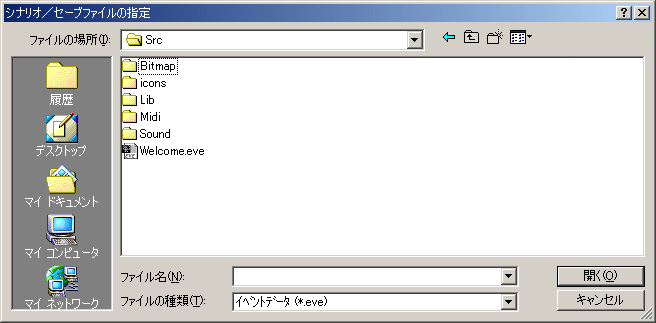 シナリオ／セーブファイルの指定
ファイルの場所(I):
Src
履歴
デスクトップ
マイ ドキュメント
マイ コンピュータ
マイ ネットワーク
Bitmap
icons
Lib
Midi
Sound
Welcome.eve
ファイル名(N):
開く(O)
ファイルの種類(T):
イベントデータ (*.eve)
キャンセル